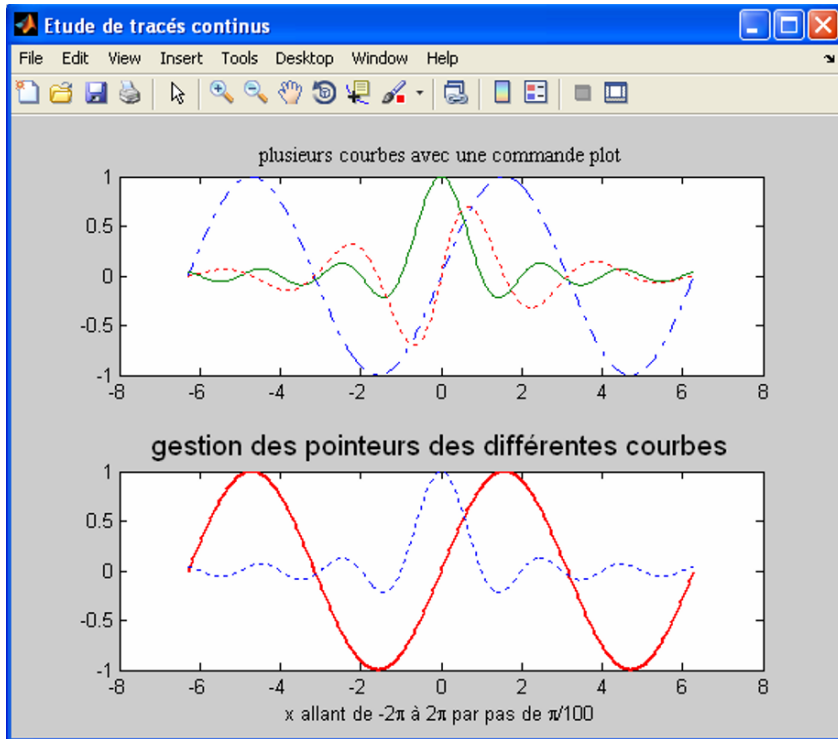 Etude de tracés continus
File Edit View Insert Tools Desktop Window Help
plusieurs courbes avec une commande plot
1
0.5
0
-0.5
-1
-8 -6 -4 -2 0 2 4 6 8
gestion des pointeurs des différentes courbes
1
0.5
0
-0.5
-1
-8 -6 -4 -2 0 2 4 6 8
x allant de -2π à 2π par pas de π/100